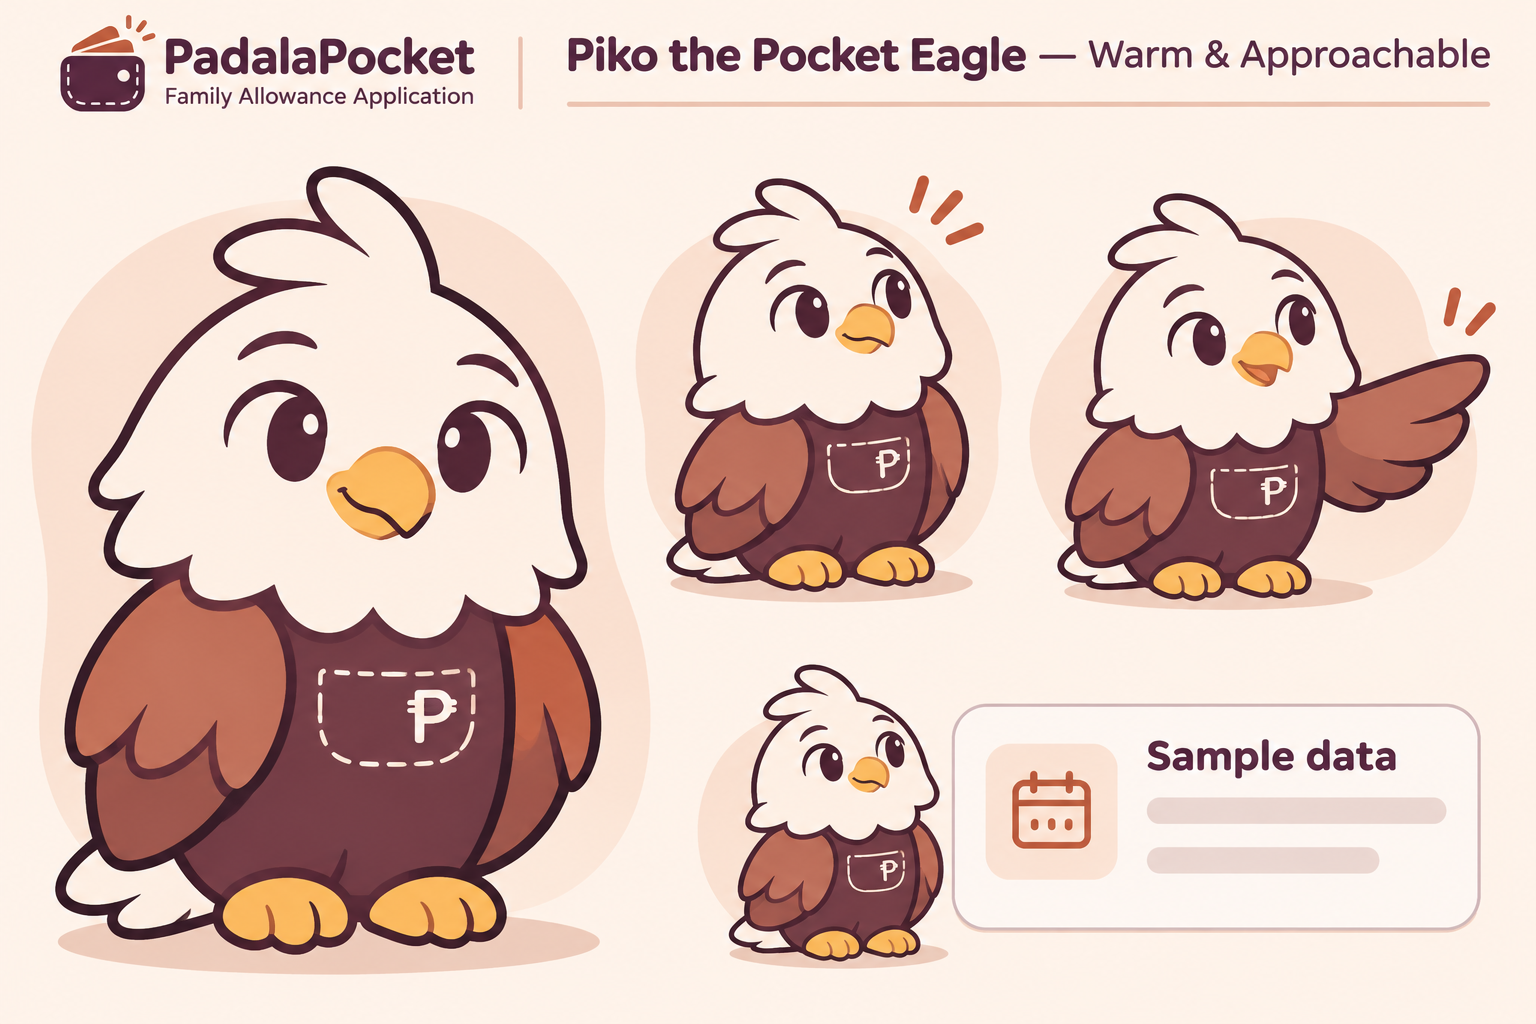 PadalaPocket
Family Allowance Application
Piko the Pocket Eagle — Warm & Approachable
₱
₱
₱
₱
Sample data